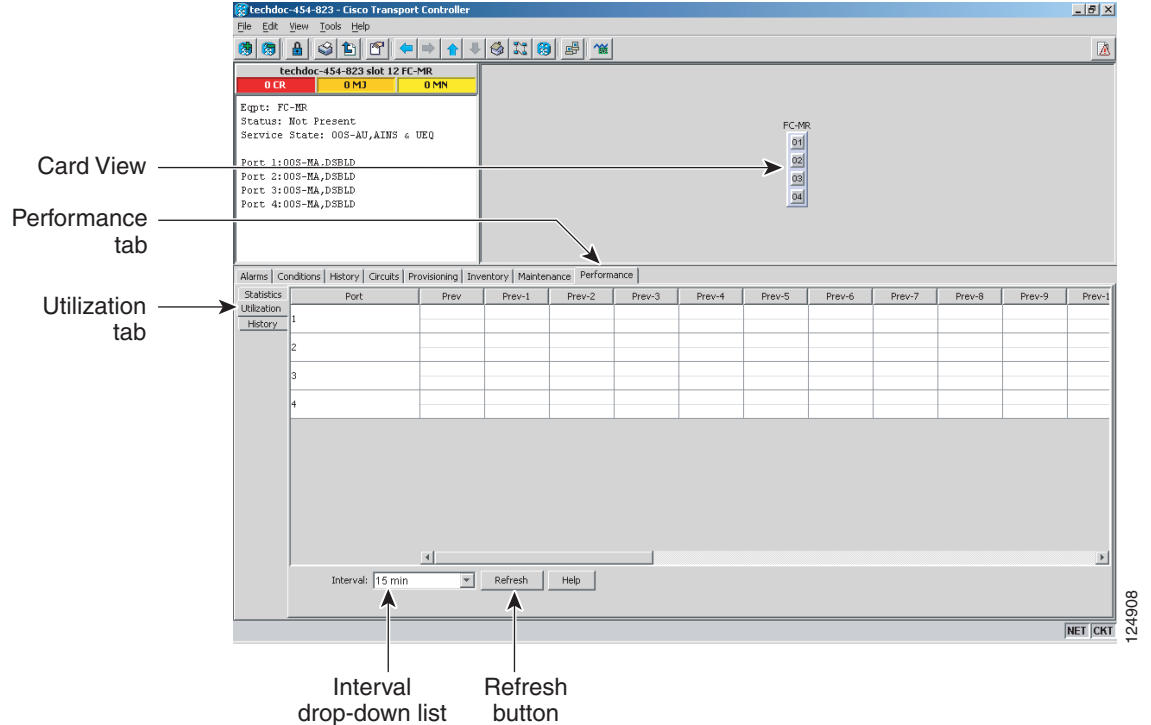 techdoc-454-823 - Cisco Transport Controller
File Edit View Tools Help
techdoc-454-823 slot 12 FC-MR
0 CR 0 MJ 0 MN
Eqpt: FC-MR
Status: Not Present
Service State: OOS-AU,AINS & UEQ
Port 1:OOS-MA,DSBLD
Port 2:OOS-MA,DSBLD
Port 3:OOS-MA,DSBLD
Port 4:OOS-MA,DSBLD
FC-MR
01
02
03
04
Card View
Performance
tab
Utilization
tab
Alarms Conditions History Circuits Provisioning Inventory Maintenance Performance
Statistics
Utilization
History
Port Prev Prev-1 Prev-2 Prev-3 Prev-4 Prev-5 Prev-6 Prev-7 Prev-8 Prev-9 Prev-1
1
2
3
4
Interval: 15 min Refresh Help
NET CKT
124908
Interval
drop-down list
Refresh
button